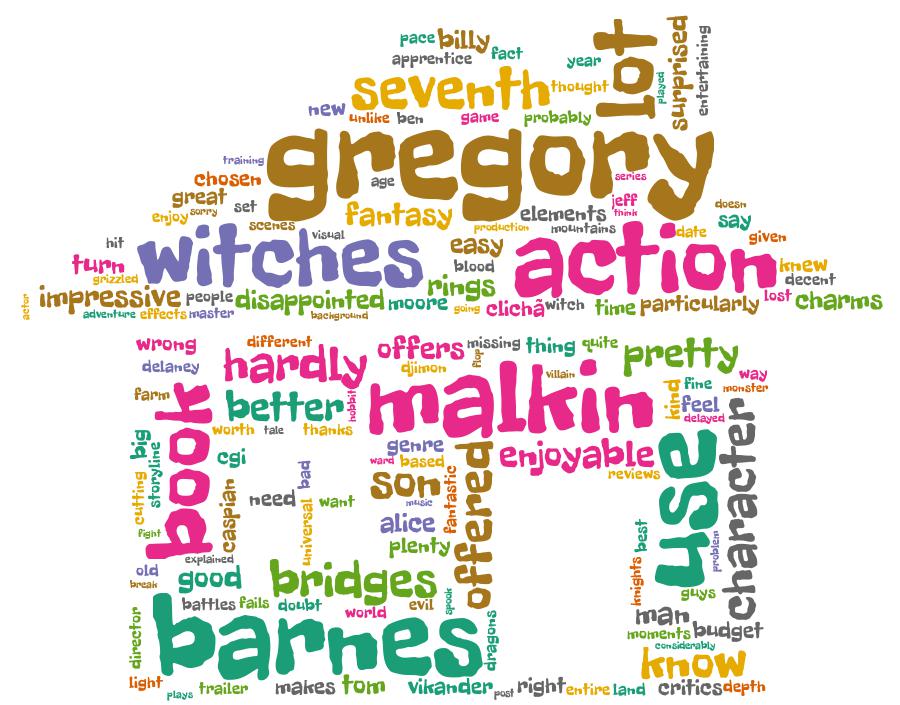 pace billy
apprentice fact
year
lot
played
surprised
entertaining
seventh thought
new unlike ben game probably
gregory
training
chosen age series
great set jeff
enjoy sorry fantasy elements think doesn
scenes production mountains say
hit witches visual easy action date given
turn blood knew
grizzled rings decent
actor impressive people disappointed moore going clichã witch time particularly lost charms
adventure effects master background
wrong different offers missing thing quite pretty
delaney hardly djimon flop villain way
farm book better hobbit malkin kind fine monster
feel delayed
worth tale thanks genre enjoyable use character
big cgi ward based reviews
storyline bad son fantastic offered
cutting caspian need universal want music
fight alice best problem
explained plenty
old good bridges knights guys
break battles fails doubt world evil spook man
director barnes dragons moments budget
considerably
know
light plays trailer makes tom vikander post right entire land critics depth